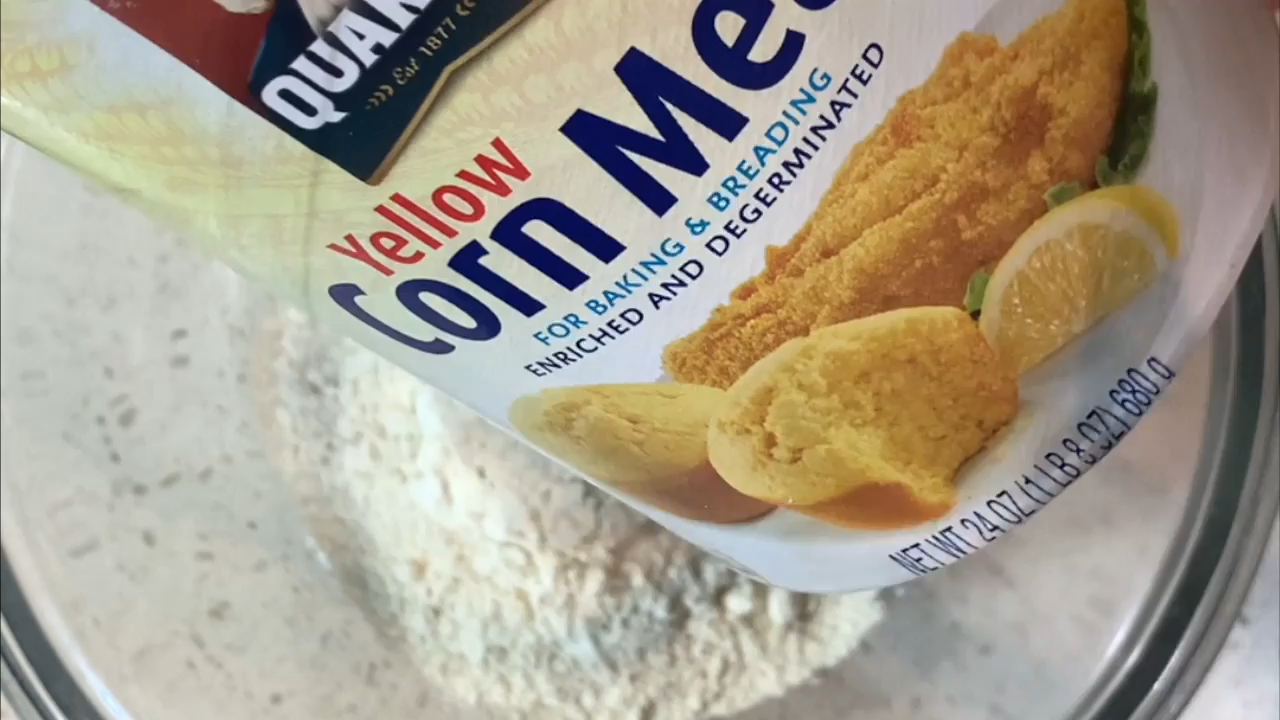 QUAK
Est 1877
Yellow
Corn Me
FOR BAKING & BREADING
ENRICHED AND DEGERMINATED
NET WT 24 OZ (1 LB 8 OZ) 680 g